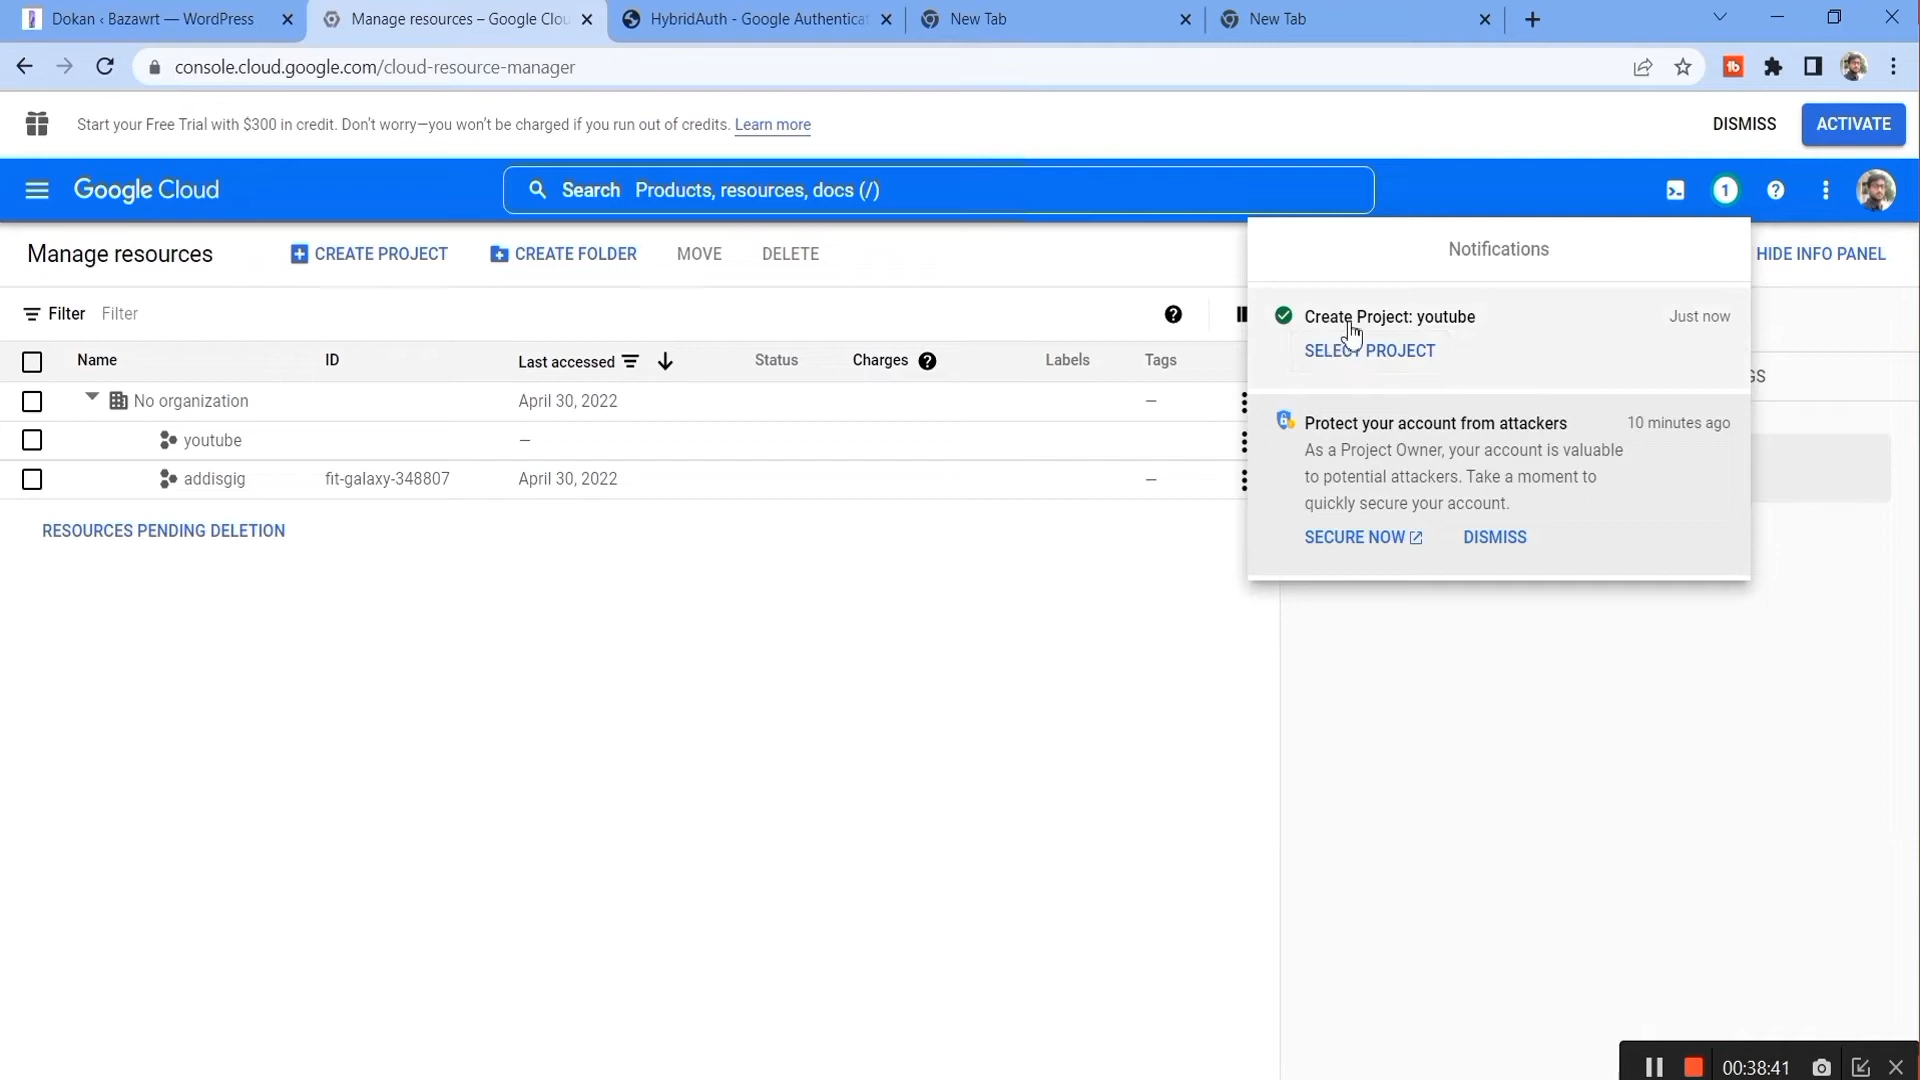 Dokan ‹ Bazawrt — WordPress
Manage resources – Google Clou
HybridAuth - Google Authenticat
New Tab
New Tab
console.cloud.google.com/cloud-resource-manager
Start your Free Trial with $300 in credit. Don't worry—you won't be charged if you run out of credits. Learn more
DISMISS
ACTIVATE
Google Cloud
Search Products, resources, docs (/)
1
Manage resources
CREATE PROJECT
CREATE FOLDER
MOVE
DELETE
HIDE INFO PANEL
Notifications
Create Project: youtube
Just now
SELECT PROJECT
Protect your account from attackers
10 minutes ago
As a Project Owner, your account is valuable
to potential attackers. Take a moment to
quickly secure your account.
SECURE NOW
DISMISS
Filter Filter
Name ID Last accessed Status Charges Labels Tags
GS
No organization April 30, 2022 —
youtube —
addisgig fit-galaxy-348807 April 30, 2022 —
RESOURCES PENDING DELETION
00:38:41